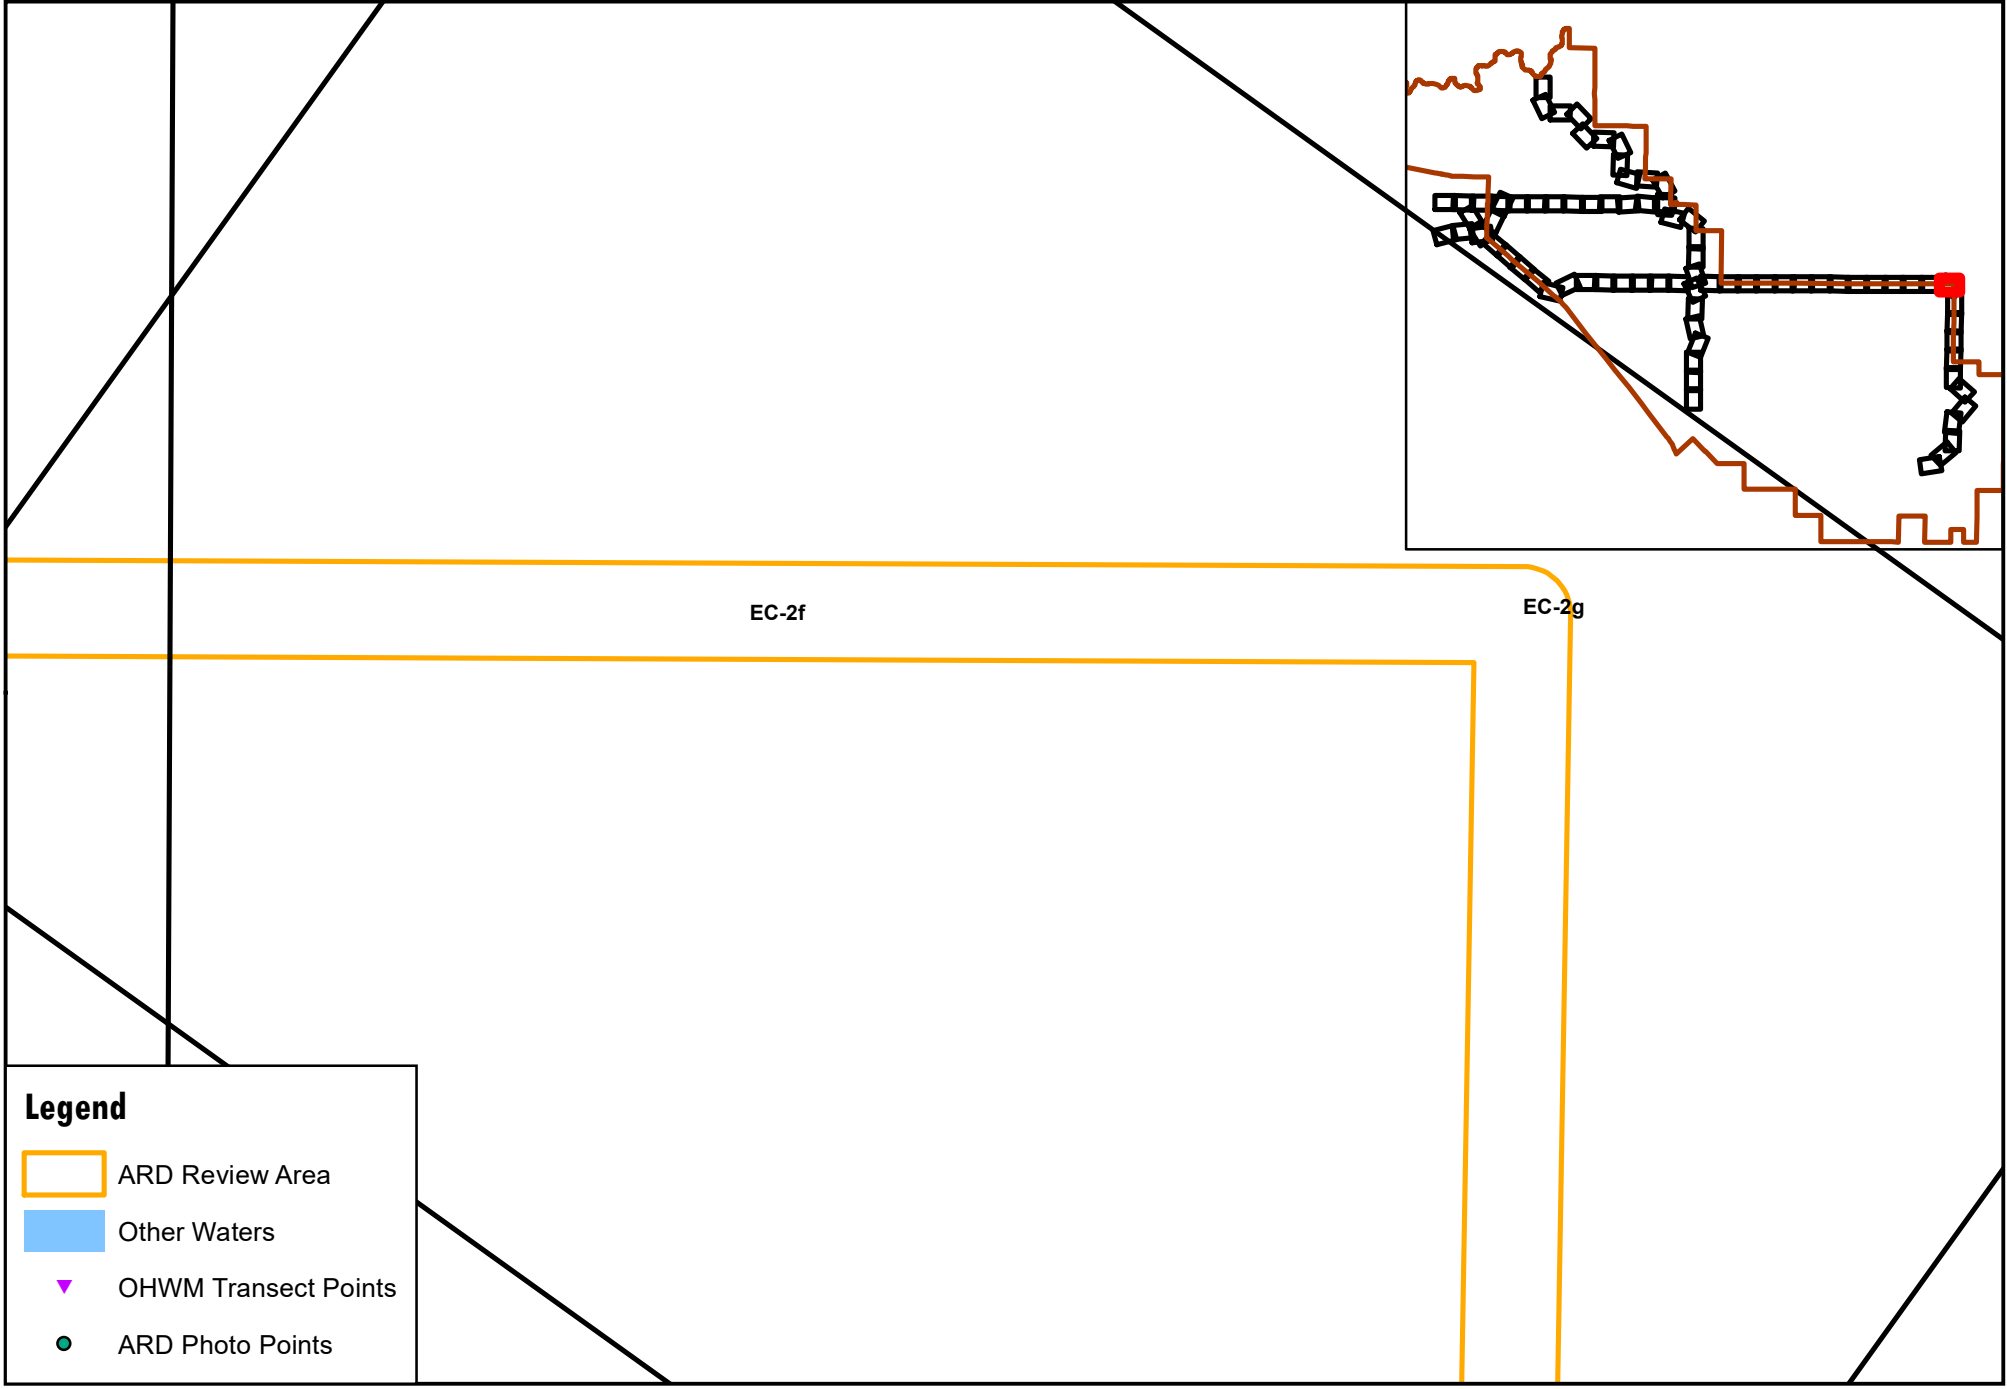 EC-2f
EC-2g
Legend
ARD Review Area
Other Waters
OHWM Transect Points
ARD Photo Points